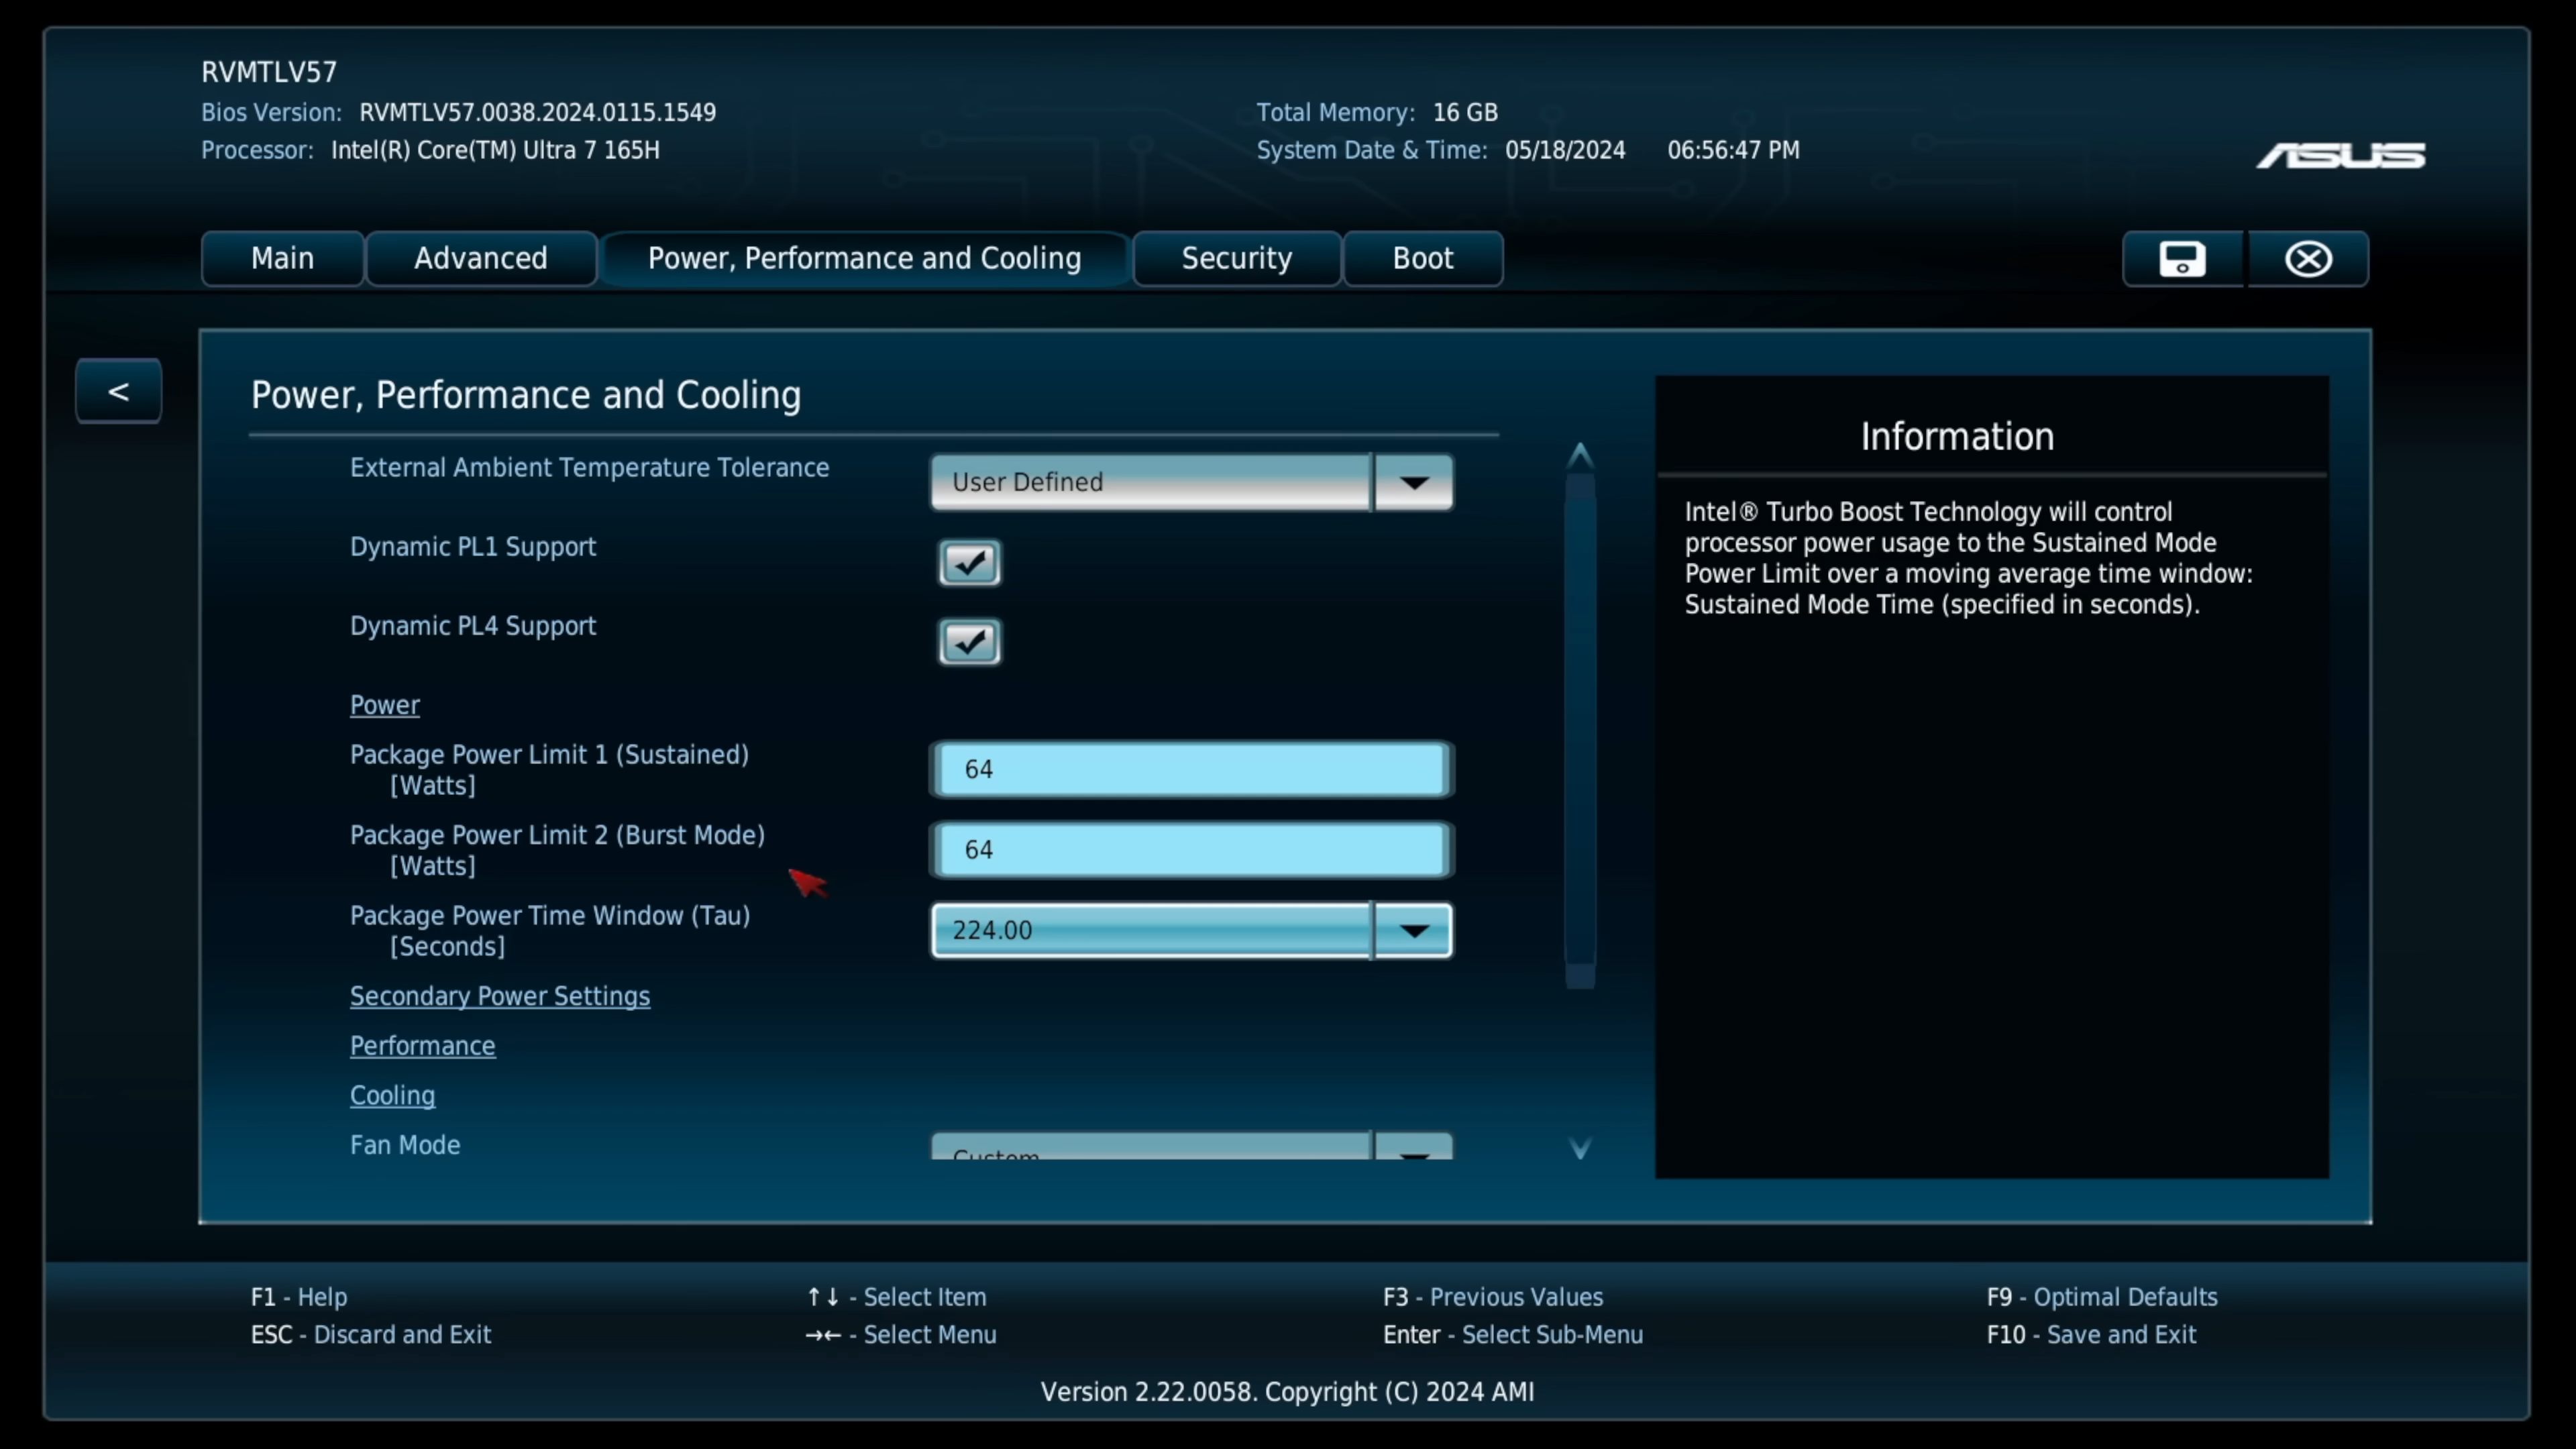 RVMTLV57
Bios Version: RVMTLV57.0038.2024.0115.1549
Processor: Intel(R) Core(TM) Ultra 7 165H
Total Memory: 16 GB
System Date & Time: 05/18/2024 06:56:47 PM
ASUS
Main Advanced Power, Performance and Cooling Security Boot
<
Power, Performance and Cooling
External Ambient Temperature Tolerance User Defined
Dynamic PL1 Support
Dynamic PL4 Support
Power
Package Power Limit 1 (Sustained)
[Watts]
64
Package Power Limit 2 (Burst Mode)
[Watts]
64
Package Power Time Window (Tau)
[Seconds]
224.00
Secondary Power Settings
Performance
Cooling
Fan Mode Custom
Information
Intel® Turbo Boost Technology will control
processor power usage to the Sustained Mode
Power Limit over a moving average time window:
Sustained Mode Time (specified in seconds).
F1 - Help
ESC - Discard and Exit
↑↓ - Select Item
→← - Select Menu
F3 - Previous Values
Enter - Select Sub-Menu
F9 - Optimal Defaults
F10 - Save and Exit
Version 2.22.0058. Copyright (C) 2024 AMI